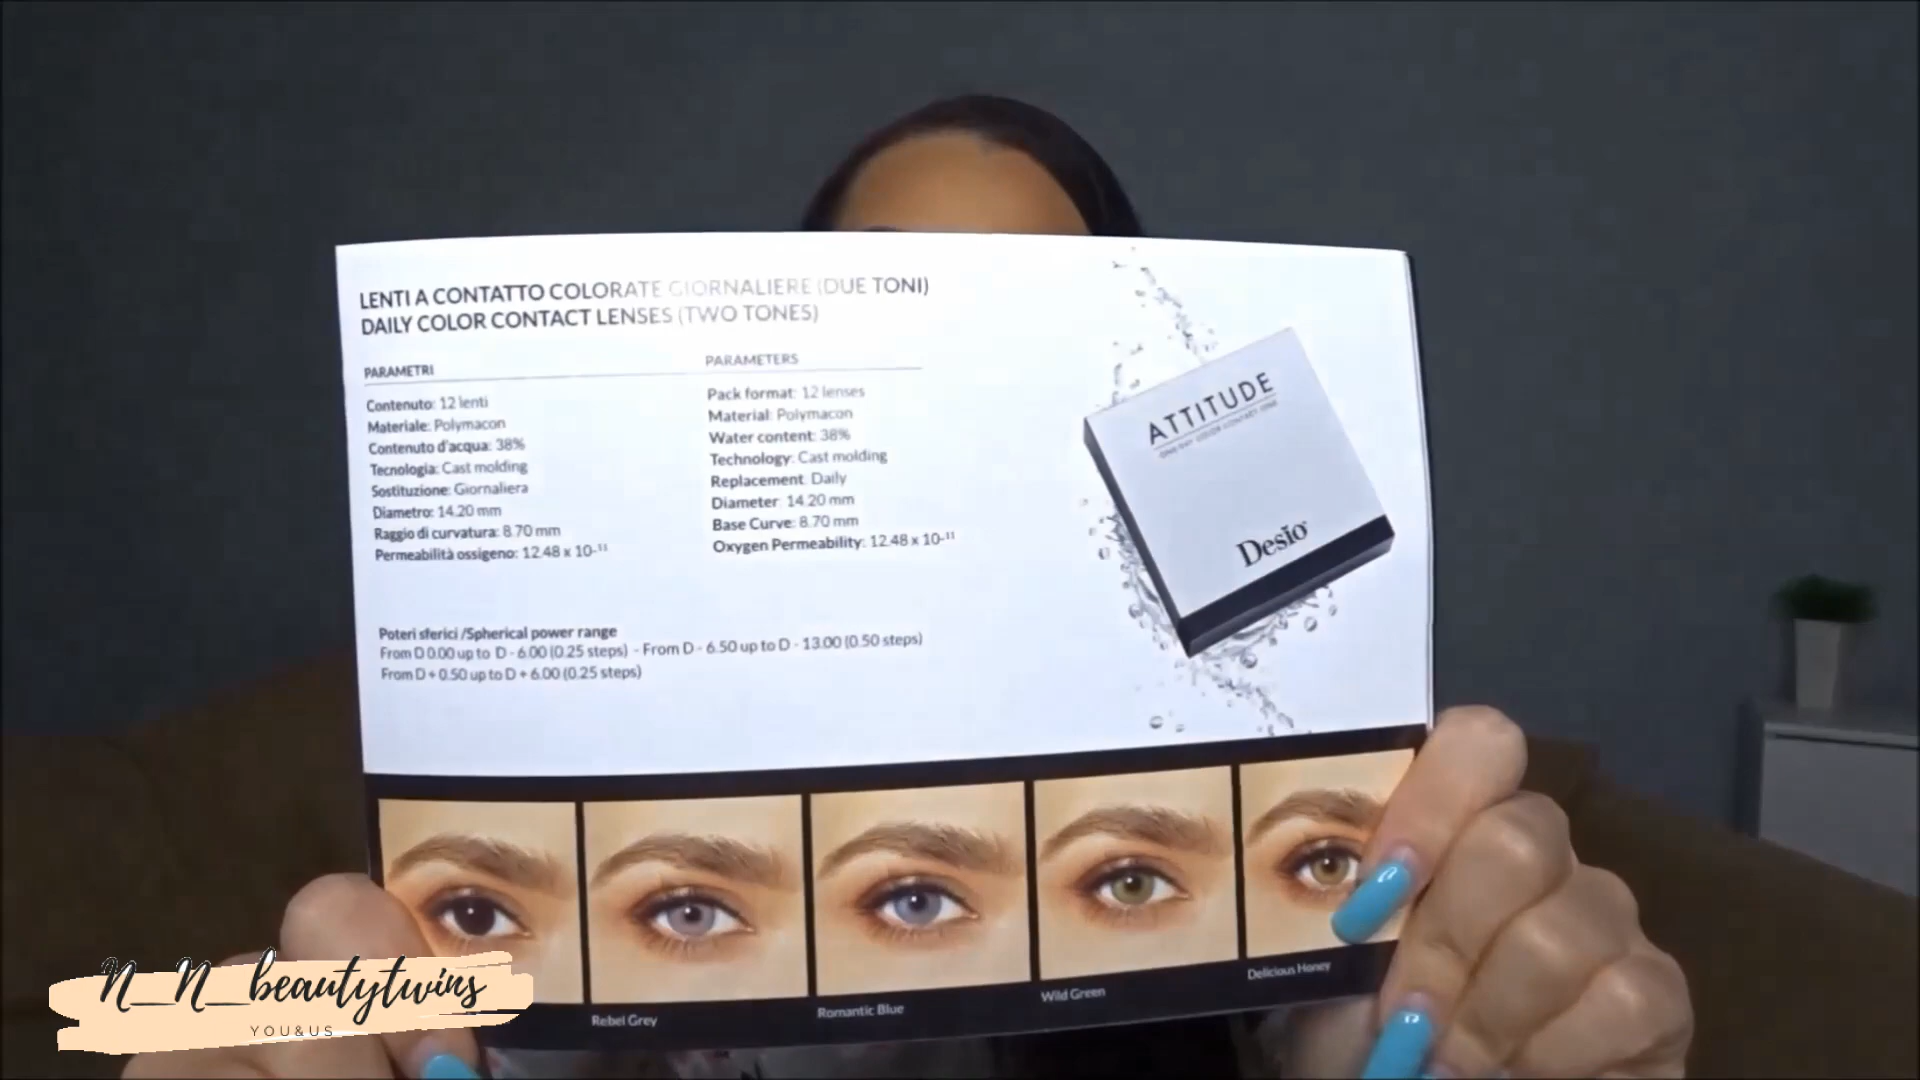 LENTI A CONTATTO COLORATE GIORNALIERE (DUE TONI)
DAILY COLOR CONTACT LENSES (TWO TONES)
PARAMETRI
Contenuto: 12 lenti
Materiale: Polymacon
Contenuto d'acqua: 38%
Tecnologia: Cast molding
Sostituzione: Giornaliera
Diametro: 14.20 mm
Raggio di curvatura: 8.70 mm
Permeabilità ossigeno: 12.48 x 10-¹¹
PARAMETERS
Pack format: 12 lenses
Material: Polymacon
Water content: 38%
Technology: Cast molding
Replacement: Daily
Diameter: 14.20 mm
Base Curve: 8.70 mm
Oxygen Permeability: 12.48 x 10-¹¹
Poteri sferici /Spherical power range
From D 0.00 up to D - 6.00 (0.25 steps) - From D - 6.50 up to D - 13.00 (0.50 steps)
From D + 0.50 up to D + 6.00 (0.25 steps)
ATTITUDE
Desio
Rebel Grey
Romantic Blue
Wild Green
Delicious Honey
N_N_beautytwins
YOU&US